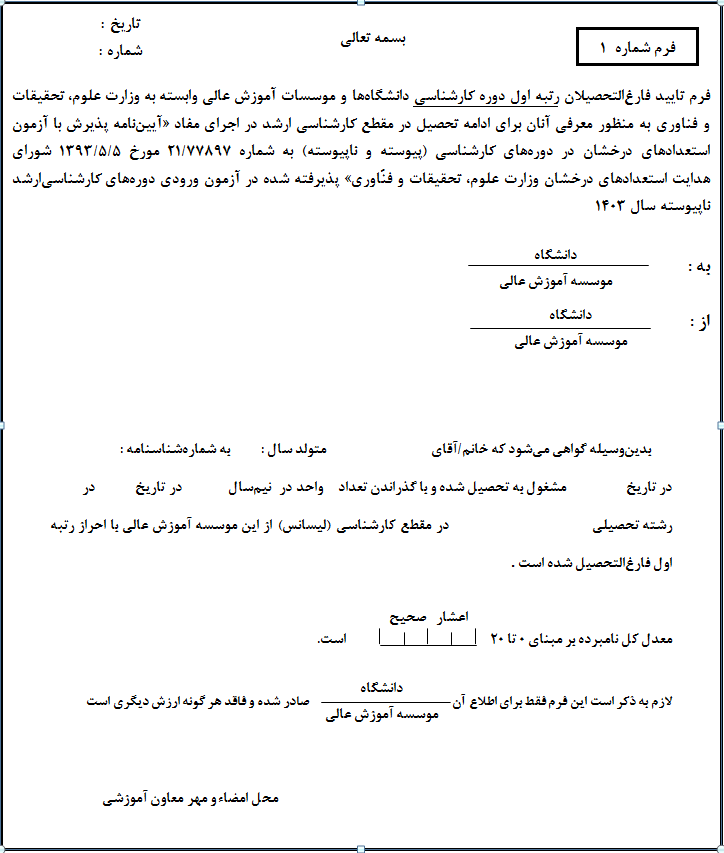 تاریخ :
بسمه تعالی
فرم شماره ۱
شماره :
فرم تایید فارغ‌التحصیلان رتبه اول دوره کارشناسی دانشگاه‌ها و موسسات آموزش عالی وابسته به وزارت علوم، تحقیقات
و فناوری به منظور معرفی آنان برای ادامه تحصیل در مقطع کارشناسی ارشد در اجرای مفاد «آیین‌نامه پذیرش با آزمون
استعدادهای درخشان در دوره‌های کارشناسی (پیوسته و ناپیوسته) به شماره ۲۱/۷۷۸۹۷ مورخ ۱۳۹۳/۵/۵ شورای
هدایت استعدادهای درخشان وزارت علوم، تحقیقات و فنّاوری» پذیرفته شده در آزمون ورودی دوره‌های کارشناسی‌ارشد
ناپیوسته سال ۱۴۰۳
به :
دانشگاه
موسسه آموزش عالی
از :
دانشگاه
موسسه آموزش عالی
بدین‌وسیله گواهی می‌شود که خانم/آقای متولد سال : به شماره‌شناسنامه :
در تاریخ مشغول به تحصیل شده و با گذراندن تعداد واحد در نیم‌سال در تاریخ در
رشته تحصیلی در مقطع کارشناسی (لیسانس) از این موسسه آموزش عالی با احراز رتبه
اول فارغ‌التحصیل شده است .
اعشار صحیح
معدل کل نامبرده بر مبنای ۰ تا ۲۰ است.
دانشگاه
لازم به ذکر است این فرم فقط برای اطلاع آن صادر شده و فاقد هر گونه ارزش دیگری است
موسسه آموزش عالی
محل امضاء و مهر معاون آموزشی